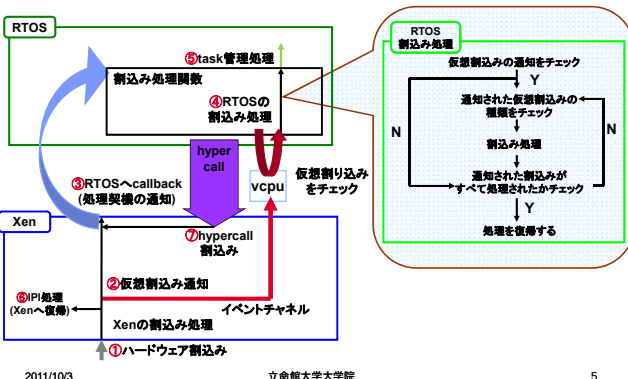 RTOS
⑤task管理処理
割込み処理関数
④RTOSの
割込み処理
hyper
call
vcpu
仮想割り込み
をチェック
③RTOSへcallback
(処理契機の通知)
Xen
⑦hypercall
割込み
②仮想割込み通知
⑥IPI処理
(Xenへ復帰)
イベントチャネル
Xenの割込み処理
①ハードウェア割込み
RTOS
割込み処理
仮想割込みの通知をチェック
Y
通知された仮想割込みの
種類をチェック
N
N
割込み処理
通知された割込みが
すべて処理されたかチェック
Y
処理を復帰する
2011/10/3
立命館大学大学院
5